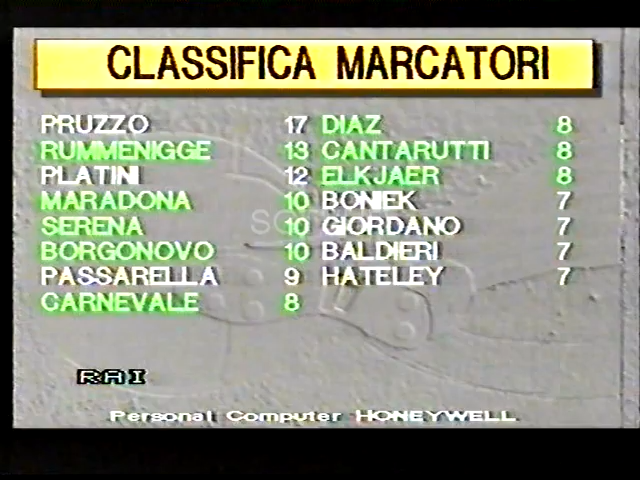 CLASSIFICA MARCATORI
PRUZZO 17 DIAZ 8
RUMMENIGGE 13 CANTARUTTI 8
PLATINI 12 ELKJAER 8
MARADONA 10 BONIEK 7
SERENA 10 GIORDANO 7
BORGONOVO 10 BALDIERI 7
PASSARELLA 9 HATELEY 7
CARNEVALE 8
RAI
Personal Computer HONEYWELL